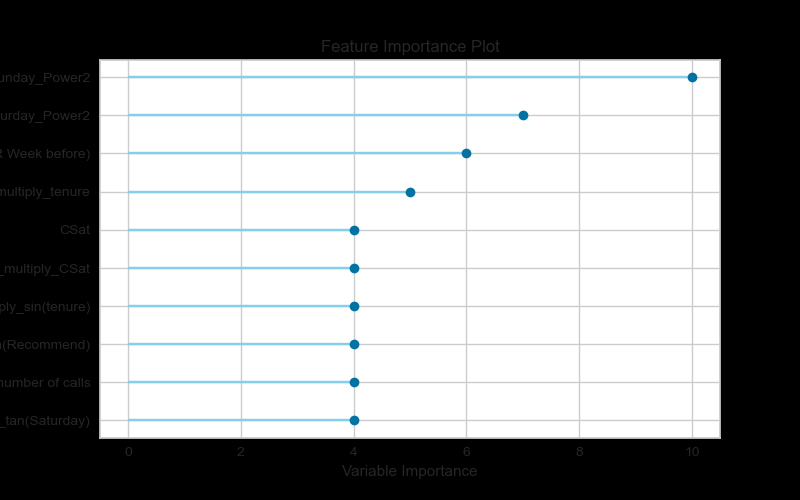 Feature Importance Plot
unday_Power2
urday_Power2
Week before)
multiply_tenure
CSat
_multiply_CSat
ply_sin(tenure)
(Recommend)
number of calls
_tan(Saturday)
0 2 4 6 8 10
Variable Importance